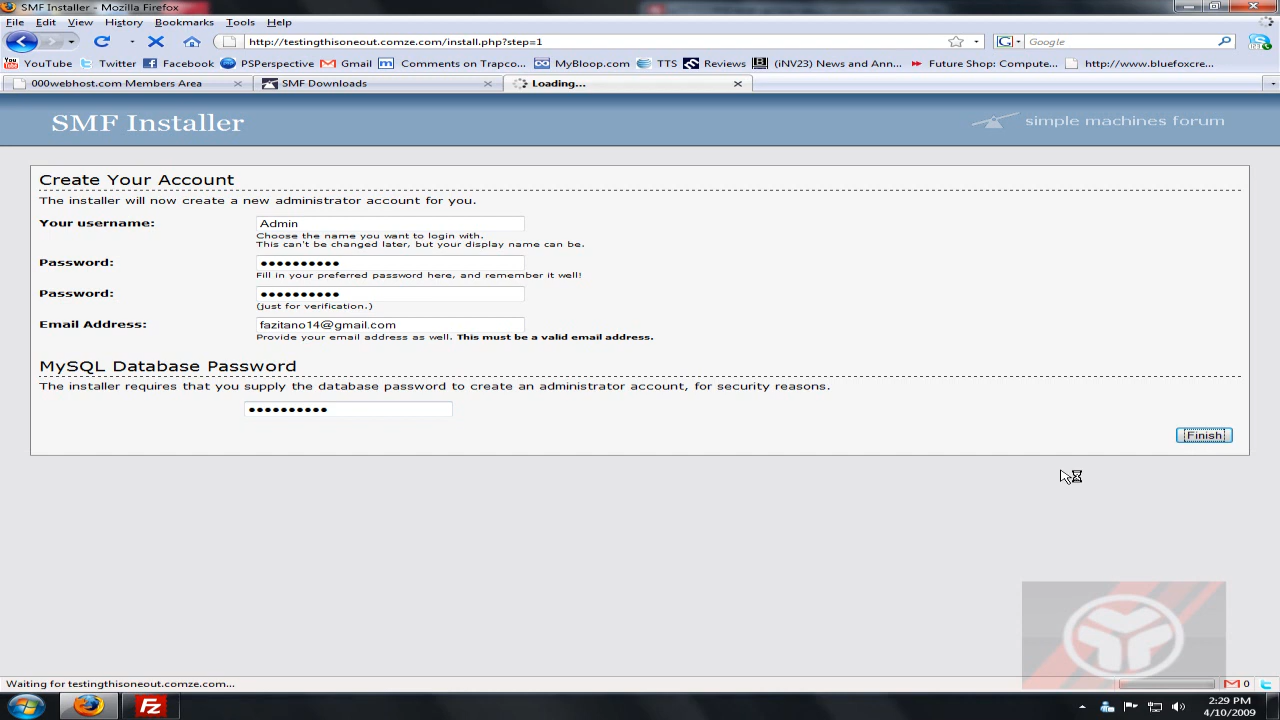 SMF Installer - Mozilla Firefox
File Edit View History Bookmarks Tools Help
http://testingthisoneout.comze.com/install.php?step=1
Google
YouTube Twitter Facebook PSPerspective Gmail Comments on Trapco... MyBloop.com TTS Reviews (iNV23) News and Ann... Future Shop: Compute... http://www.bluefoxcre...
000webhost.com Members Area SMF Downloads Loading...
SMF Installer
simple machines forum
Create Your Account
The installer will now create a new administrator account for you.
Your username: Admin
Choose the name you want to login with.
This can't be changed later, but your display name can be.
Password: ••••••••••
Fill in your preferred password here, and remember it well!
Password: ••••••••••
(just for verification.)
Email Address: fazitano14@gmail.com
Provide your email address as well. This must be a valid email address.
MySQL Database Password
The installer requires that you supply the database password to create an administrator account, for security reasons.
••••••••••
Finish
Waiting for testingthisoneout.comze.com...
0
2:29 PM
4/10/2009